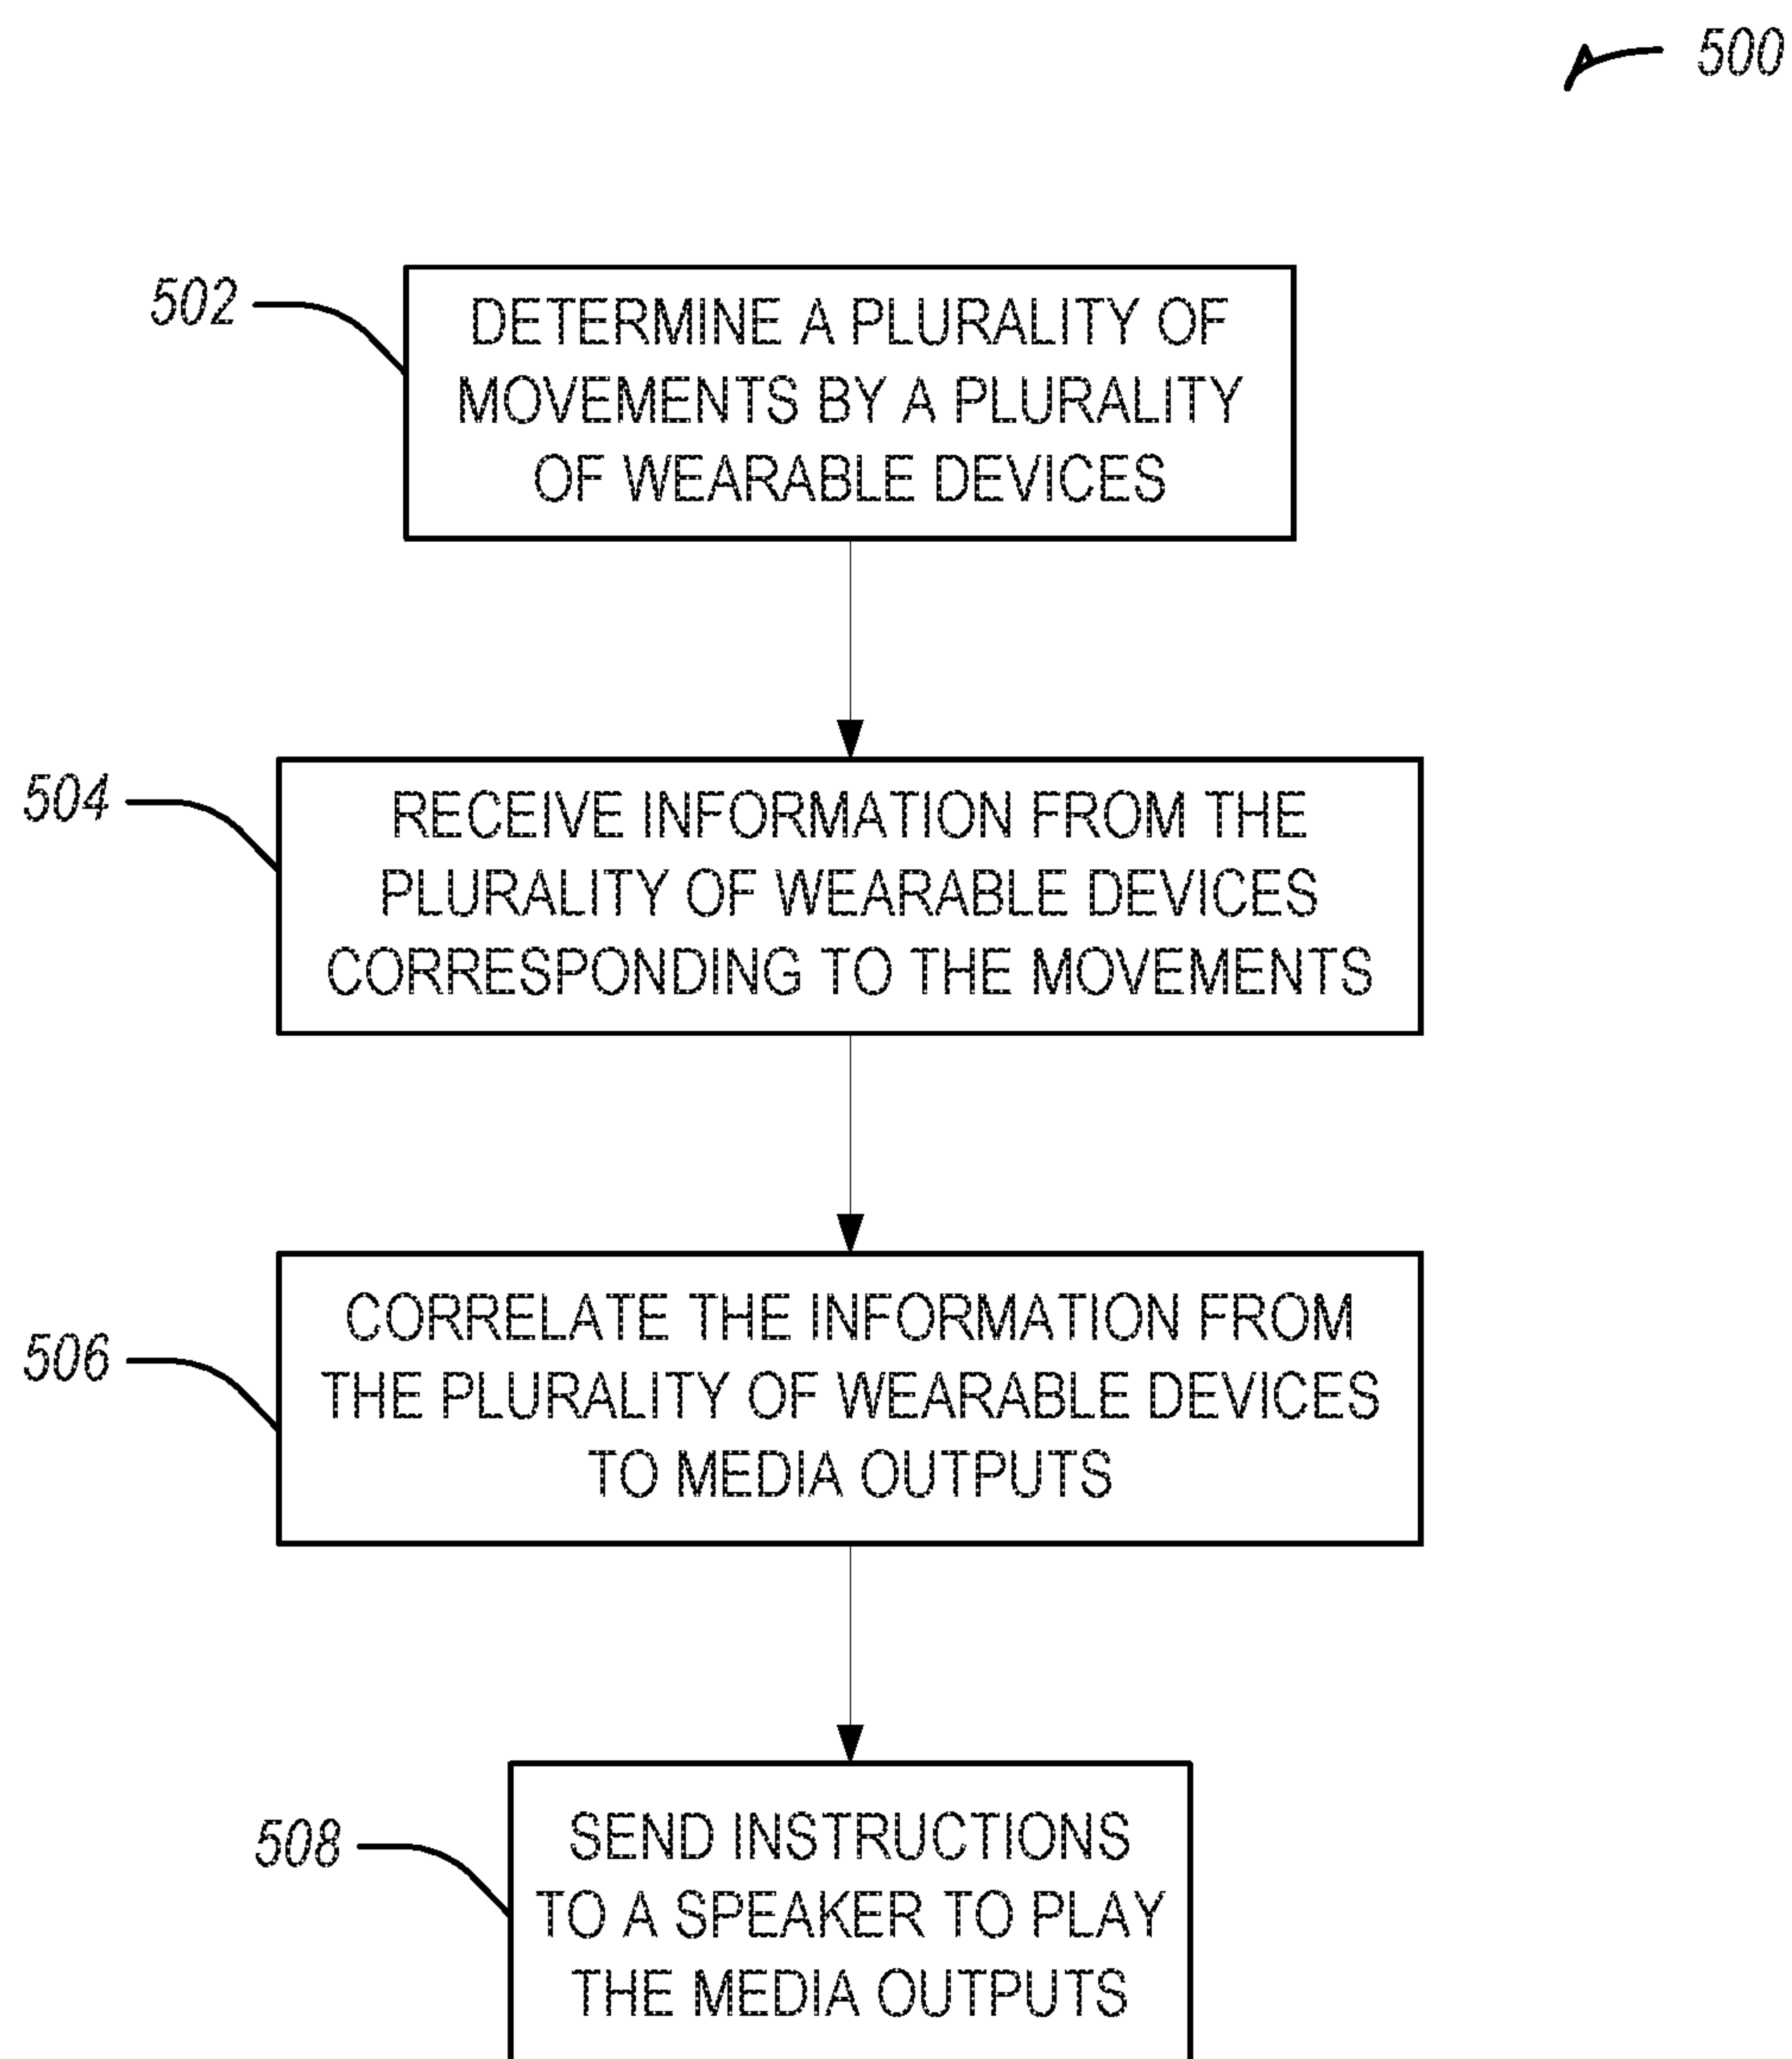 500
502
DETERMINE A PLURALITY OF
MOVEMENTS BY A PLURALITY
OF WEARABLE DEVICES
504
RECEIVE INFORMATION FROM THE
PLURALITY OF WEARABLE DEVICES
CORRESPONDING TO THE MOVEMENTS
506
CORRELATE THE INFORMATION FROM
THE PLURALITY OF WEARABLE DEVICES
TO MEDIA OUTPUTS
508
SEND INSTRUCTIONS
TO A SPEAKER TO PLAY
THE MEDIA OUTPUTS